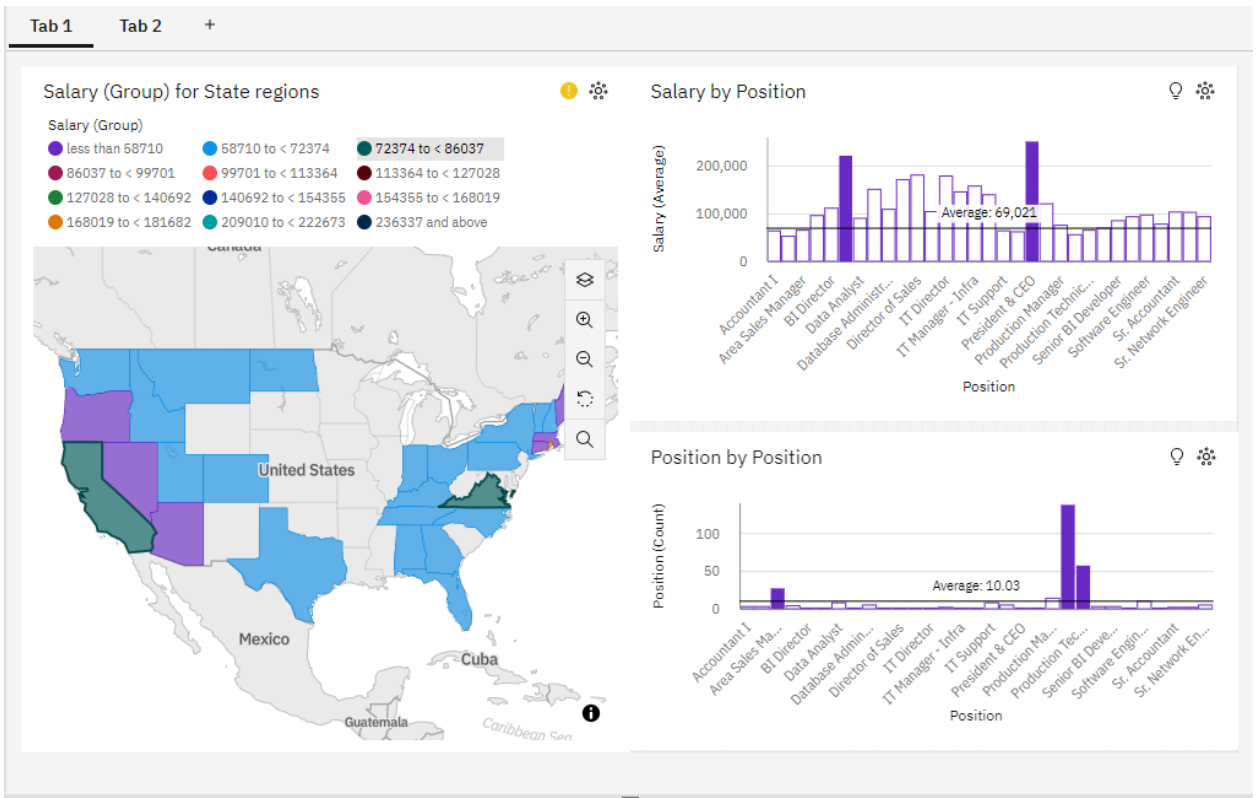 Tab 1 Tab 2 +
Salary (Group) for State regions
Salary (Group)
less than 58710 58710 to < 72374 72374 to < 86037
86037 to < 99701 99701 to < 113364 113364 to < 127028
127028 to < 140692 140692 to < 154355 154355 to < 168019
168019 to < 181682 209010 to < 222673 236337 and above
Canada
United States
Mexico
Cuba
Guatemala
Caribbean Sea
Salary by Position
Salary (Average)
200,000
100,000
0
Average: 69,021
Accountant I
Area Sales Manager
BI Director
Data Analyst
Database Administr...
Director of Sales
IT Director
IT Manager - Infra
IT Support
President & CEO
Production Manager
Production Technic...
Senior BI Developer
Software Engineer
Sr. Accountant
Sr. Network Engineer
Position
Position by Position
Position (Count)
100
50
0
Average: 10.03
Accountant I
Area Sales Ma...
BI Director
Data Analyst
Database Admin...
Director of Sales
IT Director
IT Manager - Infra
IT Support
President & CEO
Production Ma...
Production Tec...
Senior BI Deve...
Software Engin...
Sr. Accountant
Sr. Network En...
Position